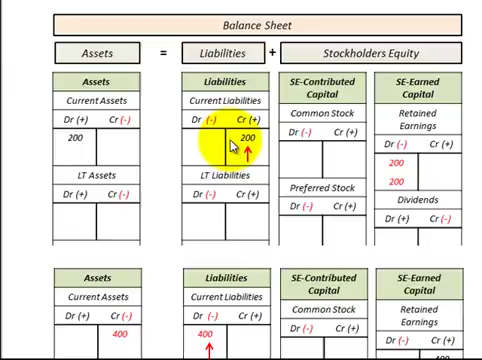 Balance Sheet
Assets = Liabilities + Stockholders Equity
Assets
Current Assets
Dr (+) Cr (-)
200
LT Assets
Dr (+) Cr (-)
Liabilities
Current Liabilities
Dr (-) Cr (+)
200
LT Liabilities
Dr (-) Cr (+)
SE-Contributed
Capital
Common Stock
Dr (-) Cr (+)
Preferred Stock
Dr (-) Cr (+)
SE-Earned
Capital
Retained
Earnings
Dr (-) Cr (+)
200
200
Dividends
Dr (+) Cr (-)
Assets
Current Assets
Dr (+) Cr (-)
400
Liabilities
Current Liabilities
Dr (-) Cr (+)
400
SE-Contributed
Capital
Common Stock
Dr (-) Cr (+)
SE-Earned
Capital
Retained
Earnings
Dr (-) Cr (+)